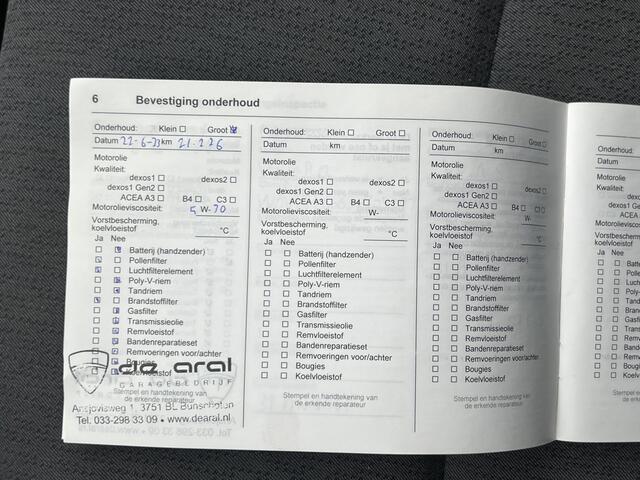 6 Bevestiging onderhoud
Onderhoud: Klein Groot
Datum 22-6-23 km 21.226
Motorolie
Kwaliteit:
dexos1 dexos2
dexos1 Gen2
ACEA A3 B4 C3
Motorolieviscositeit: 5 W-30
Vorstbescherming,
koelvloeistof °C
Ja Nee
Batterij (handzender)
Pollenfilter
Luchtfilterelement
Poly-V-riem
Tandriem
Brandstoffilter
Gasfilter
Transmissieolie
Remvloeistof
Bandenreparatieset
Remvoeringen voor/achter
Bougies
Koelvloeistof
de aral
GARAGEBEDRIJF
Stempel en handtekening van
de erkende reparateur
Ansjovisweg 1, 3751 BL Bunschoten
Tel. 033-298 33 09 • www.dearal.nl
Onderhoud: Klein Groot
Datum km
Motorolie
Kwaliteit:
dexos1 dexos2
dexos1 Gen2
ACEA A3 B4 C3
Motorolieviscositeit: W-
Vorstbescherming,
koelvloeistof °C
Ja Nee
Batterij (handzender)
Pollenfilter
Luchtfilterelement
Poly-V-riem
Tandriem
Brandstoffilter
Gasfilter
Transmissieolie
Remvloeistof
Bandenreparatieset
Remvoeringen voor/achter
Bougies
Koelvloeistof
Stempel en handtekening van
de erkende reparateur
Onderhoud: Klein Groot
Datum km
Motorolie
Kwaliteit:
dexos1 dexos2
dexos1 Gen2
ACEA A3 B4 C3
Motorolieviscositeit: W-
Vorstbescherming,
koelvloeistof °C
Ja Nee
Batterij (handzender)
Pollenfilter
Luchtfilterelement
Poly-V-riem
Tandriem
Brandstoffilter
Gasfilter
Transmissieolie
Remvloeistof
Bandenreparatieset
Remvoeringen voor/achter
Bougies
Koelvloeistof
Stempel en handtekening van
de erkende reparateur